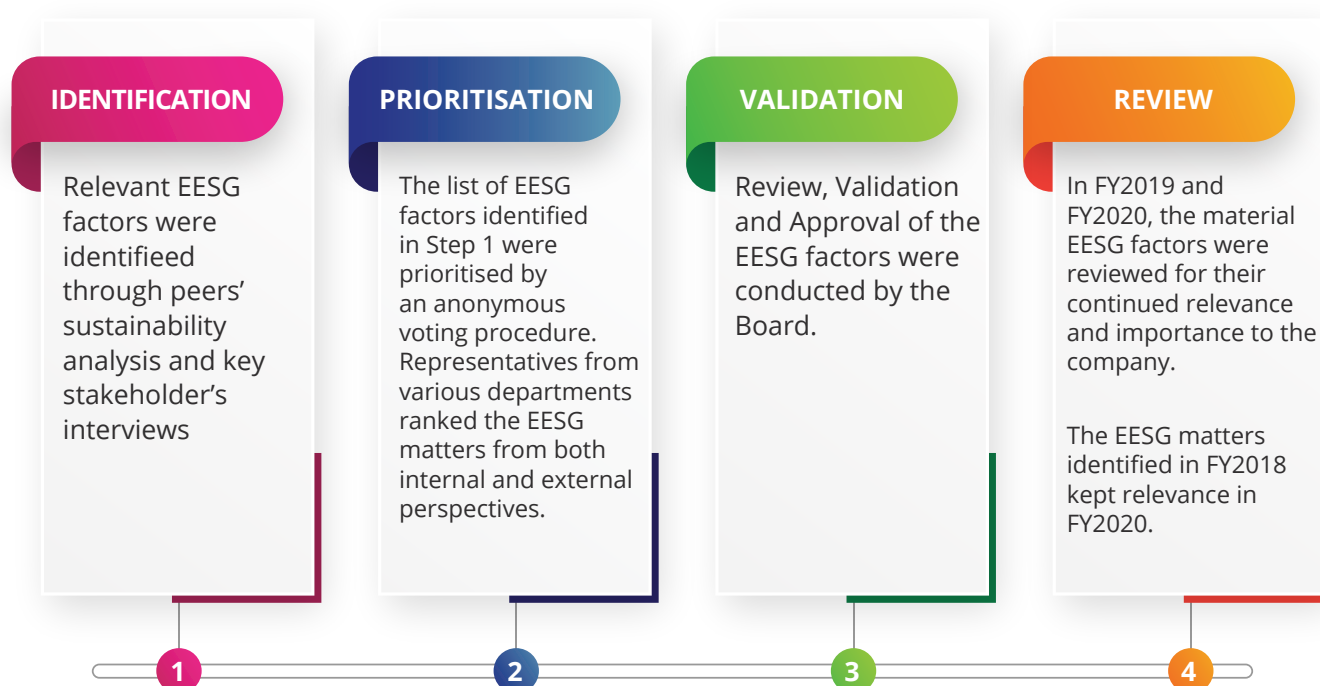 IDENTIFICATION
Relevant EESG
factors were
identifieed
through peers’
sustainability
analysis and key
stakeholder’s
interviews
PRIORITISATION
The list of EESG
factors identified
in Step 1 were
prioritised by
an anonymous
voting procedure.
Representatives from
various departments
ranked the EESG
matters from both
internal and external
perspectives.
VALIDATION
Review, Validation
and Approval of the
EESG factors were
conducted by the
Board.
REVIEW
In FY2019 and
FY2020, the material
EESG factors were
reviewed for their
continued relevance
and importance to the
company.
The EESG matters
identified in FY2018
kept relevance in
FY2020.
1
2
3
4